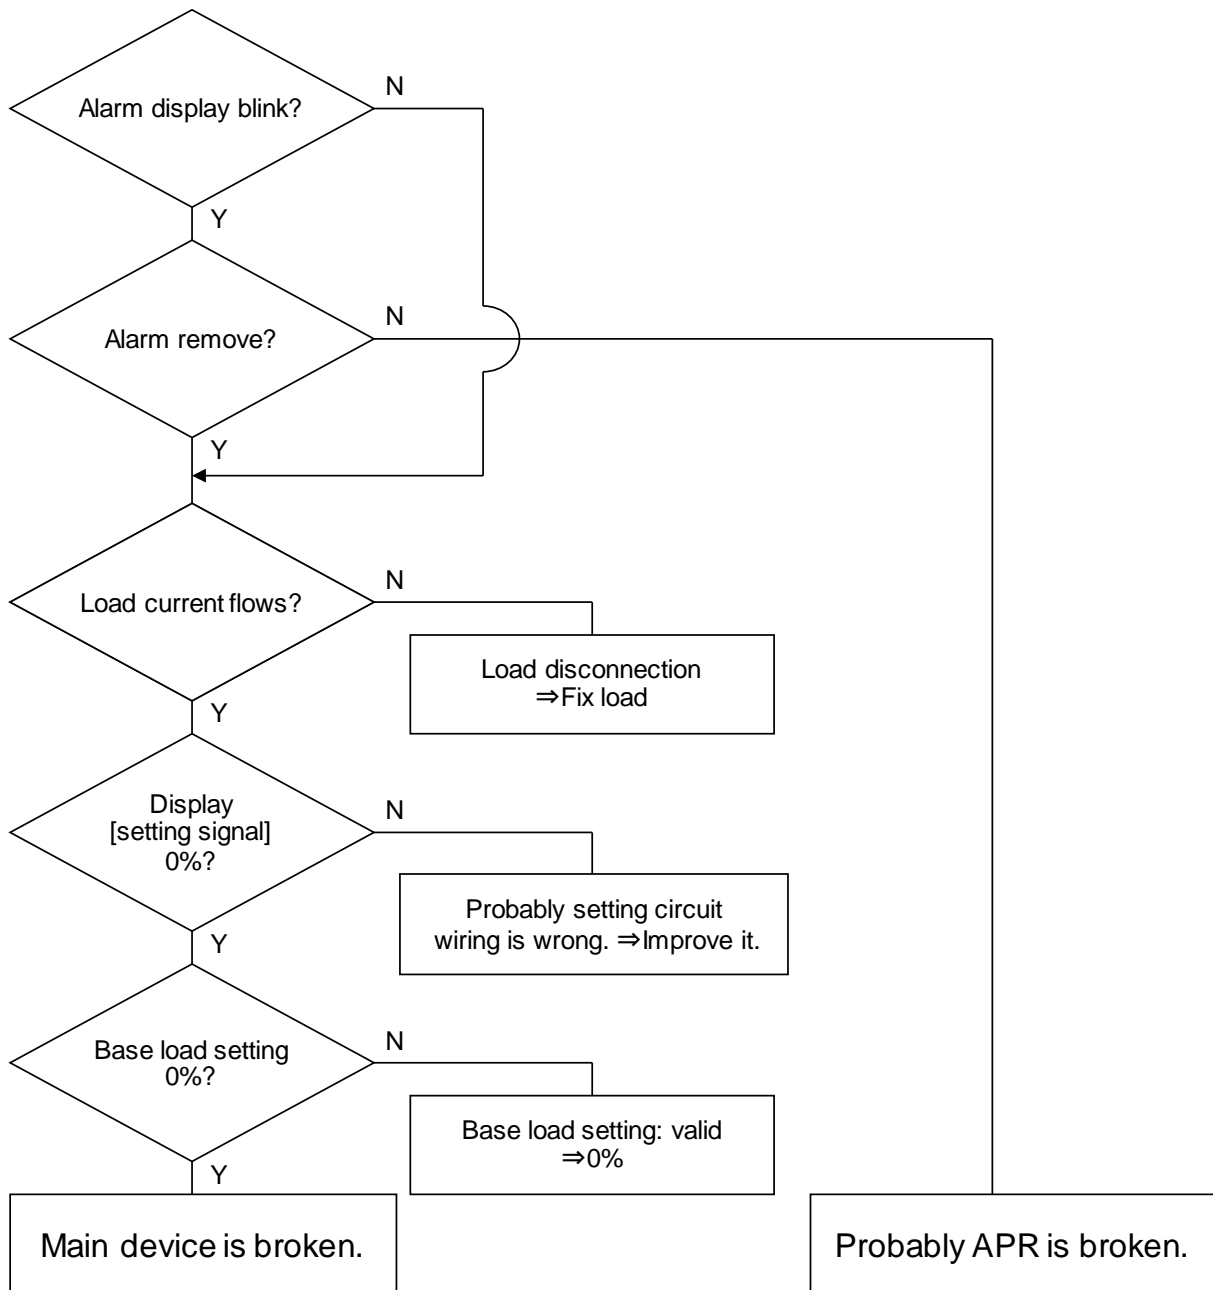 Alarm display blink?
N
Y
Alarm remove?
N
Y
Load current flows?
N
Load disconnection
⇒Fix load
Y
Display
[setting signal]
0%?
N
Probably setting circuit
wiring is wrong. ⇒Improve it.
Y
Base load setting
0%?
N
Base load setting: valid
⇒0%
Y
Main device is broken.
Probably APR is broken.